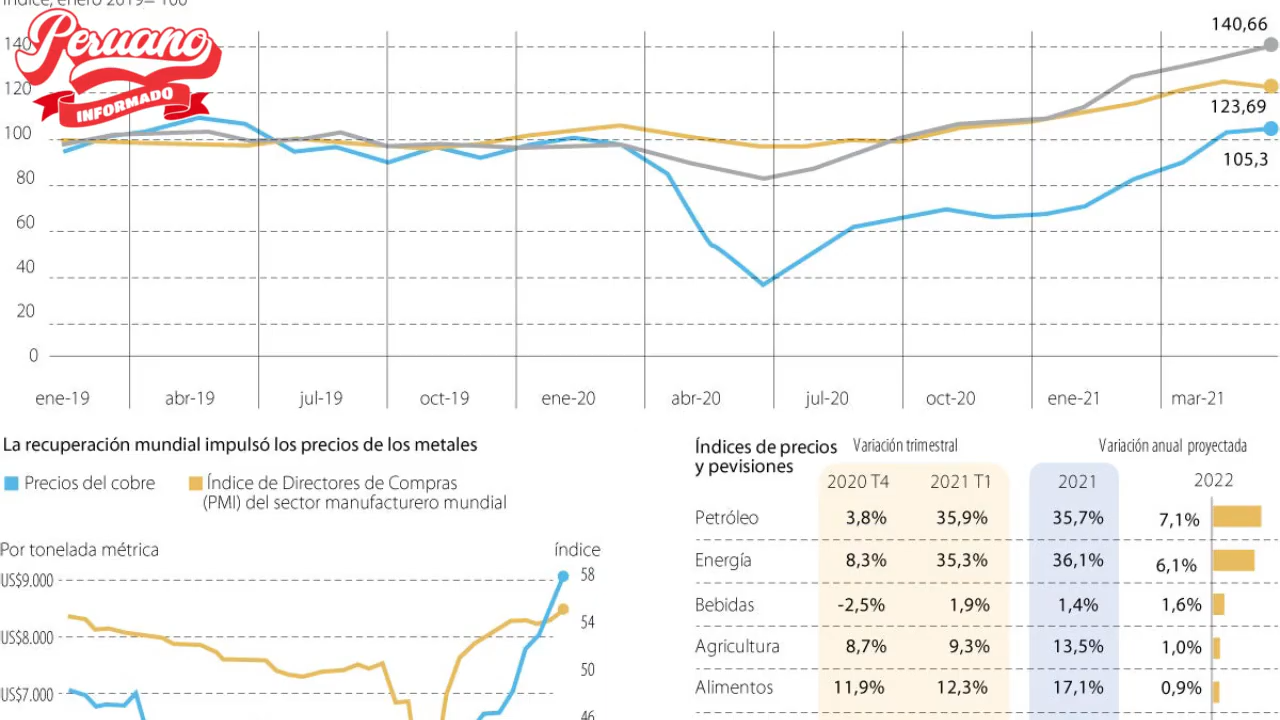 Índice, enero 2019= 100
Peruano
INFORMADO
140,66
140
120
123,69
100
105,3
80
60
40
20
0
ene-19 abr-19 jul-19 oct-19 ene-20 abr-20 jul-20 oct-20 ene-21 mar-21
La recuperación mundial impulsó los precios de los metales
Precios del cobre
Índice de Directores de Compras
(PMI) del sector manufacturero mundial
Por tonelada métrica índice
US$9.000 58
54
US$8.000
50
US$7.000
46
Índices de precios
y pevisiones
Variación trimestral Variación anual proyectada
2020 T4 2021 T1 2021 2022
Petróleo 3,8% 35,9% 35,7% 7,1%
Energía 8,3% 35,3% 36,1% 6,1%
Bebidas -2,5% 1,9% 1,4% 1,6%
Agricultura 8,7% 9,3% 13,5% 1,0%
Alimentos 11,9% 12,3% 17,1% 0,9%